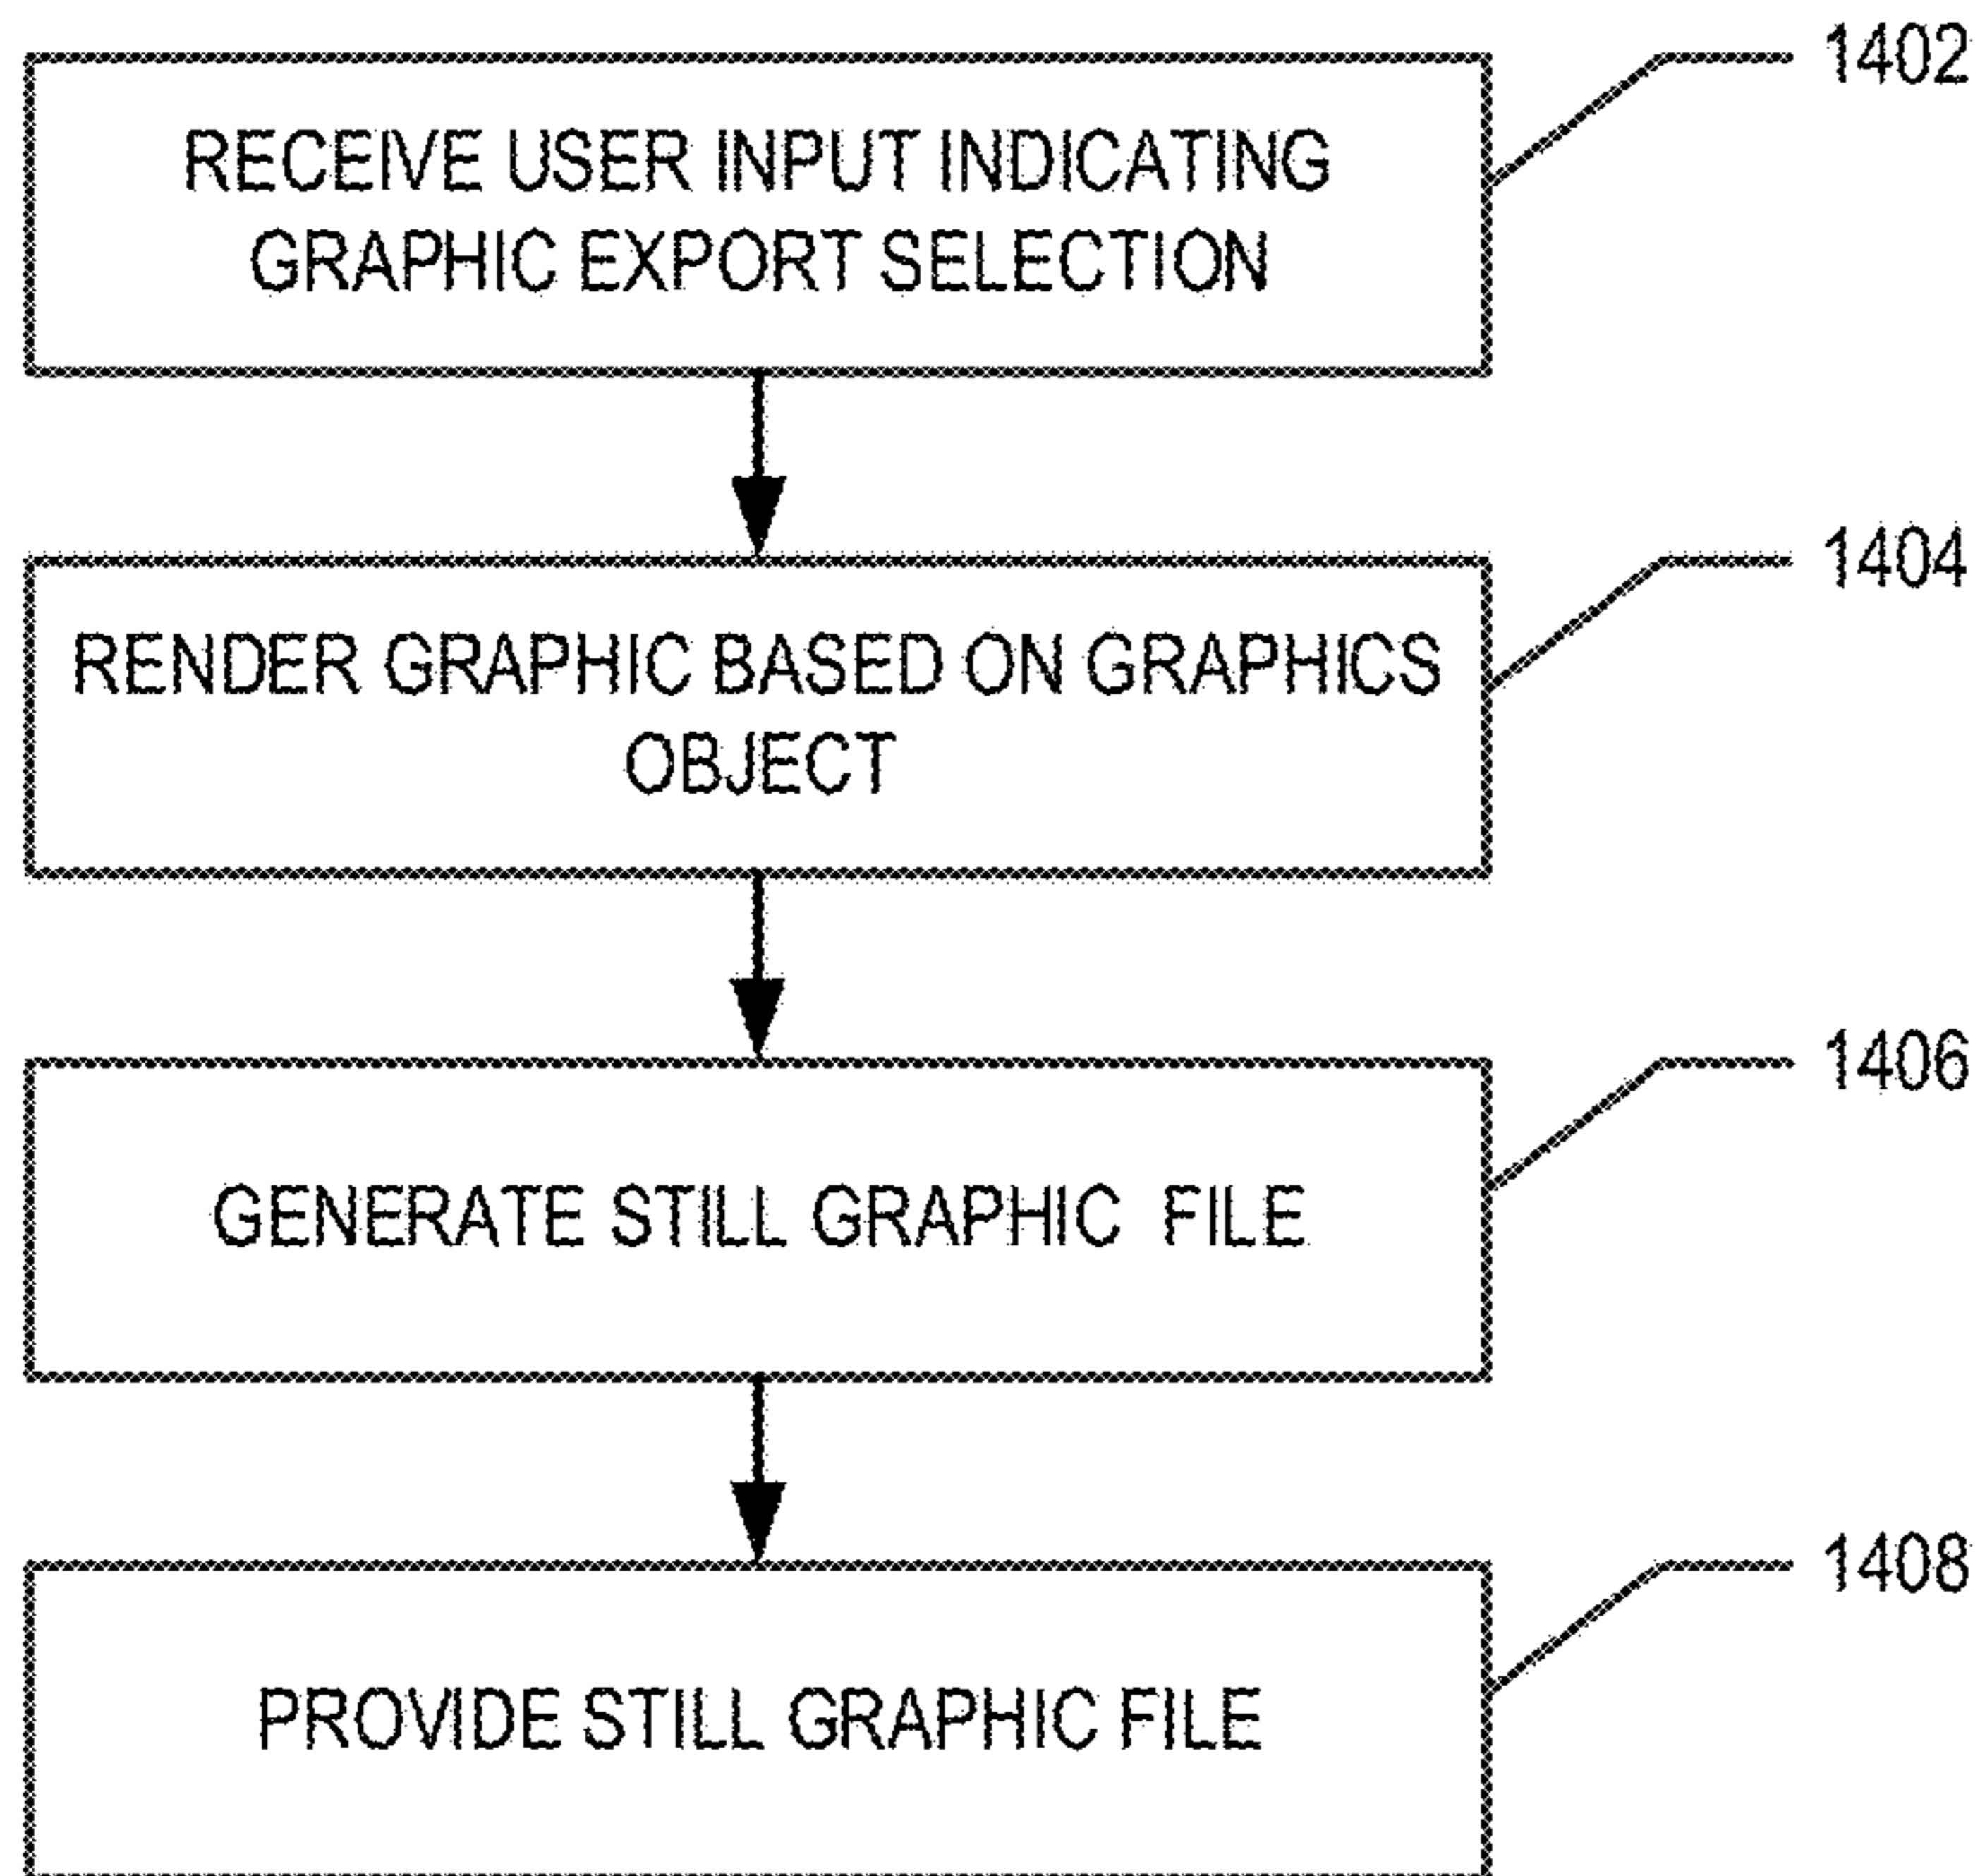 1402
RECEIVE USER INPUT INDICATING
GRAPHIC EXPORT SELECTION
1404
RENDER GRAPHIC BASED ON GRAPHICS
OBJECT
1406
GENERATE STILL GRAPHIC FILE
1408
PROVIDE STILL GRAPHIC FILE